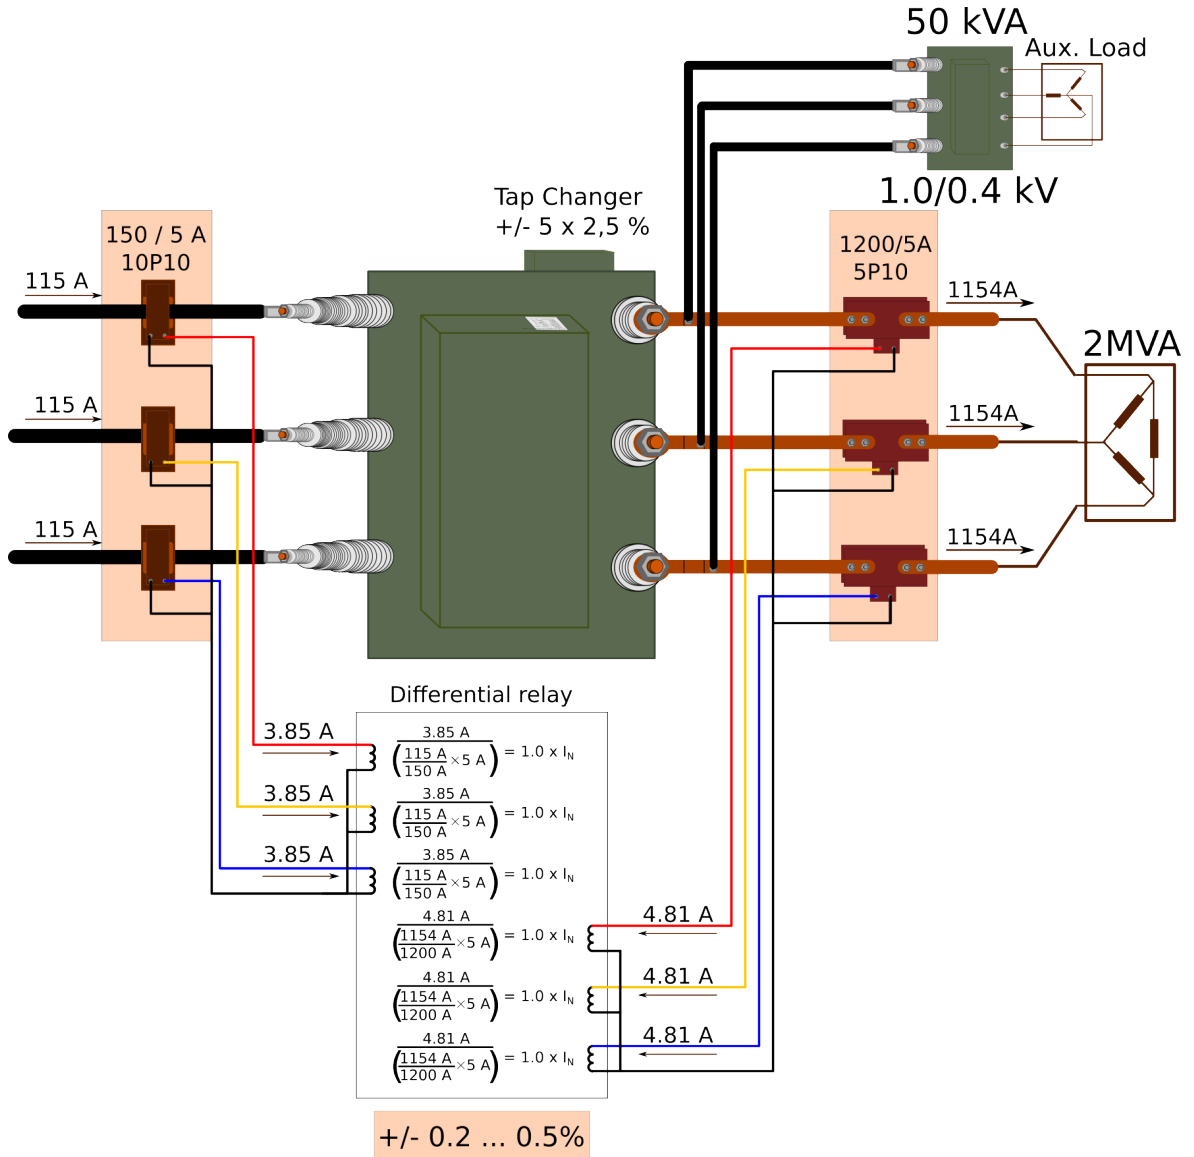 50 kVA
Aux. Load
1.0/0.4 kV
Tap Changer
+/- 5 x 2,5 %
150 / 5 A
10P10
1200/5A
5P10
115 A
1154A
2MVA
115 A
1154A
115 A
1154A
Differential relay
3.85 A
3.85 A
(115 A
150 A ×5 A) = 1.0 x IN
3.85 A
3.85 A
(115 A
150 A ×5 A) = 1.0 x IN
3.85 A
3.85 A
(115 A
150 A ×5 A) = 1.0 x IN
4.81 A
(1154 A
1200 A ×5 A) = 1.0 x IN
4.81 A
4.81 A
(1154 A
1200 A ×5 A) = 1.0 x IN
4.81 A
4.81 A
(1154 A
1200 A ×5 A) = 1.0 x IN
4.81 A
+/- 0.2 ... 0.5%